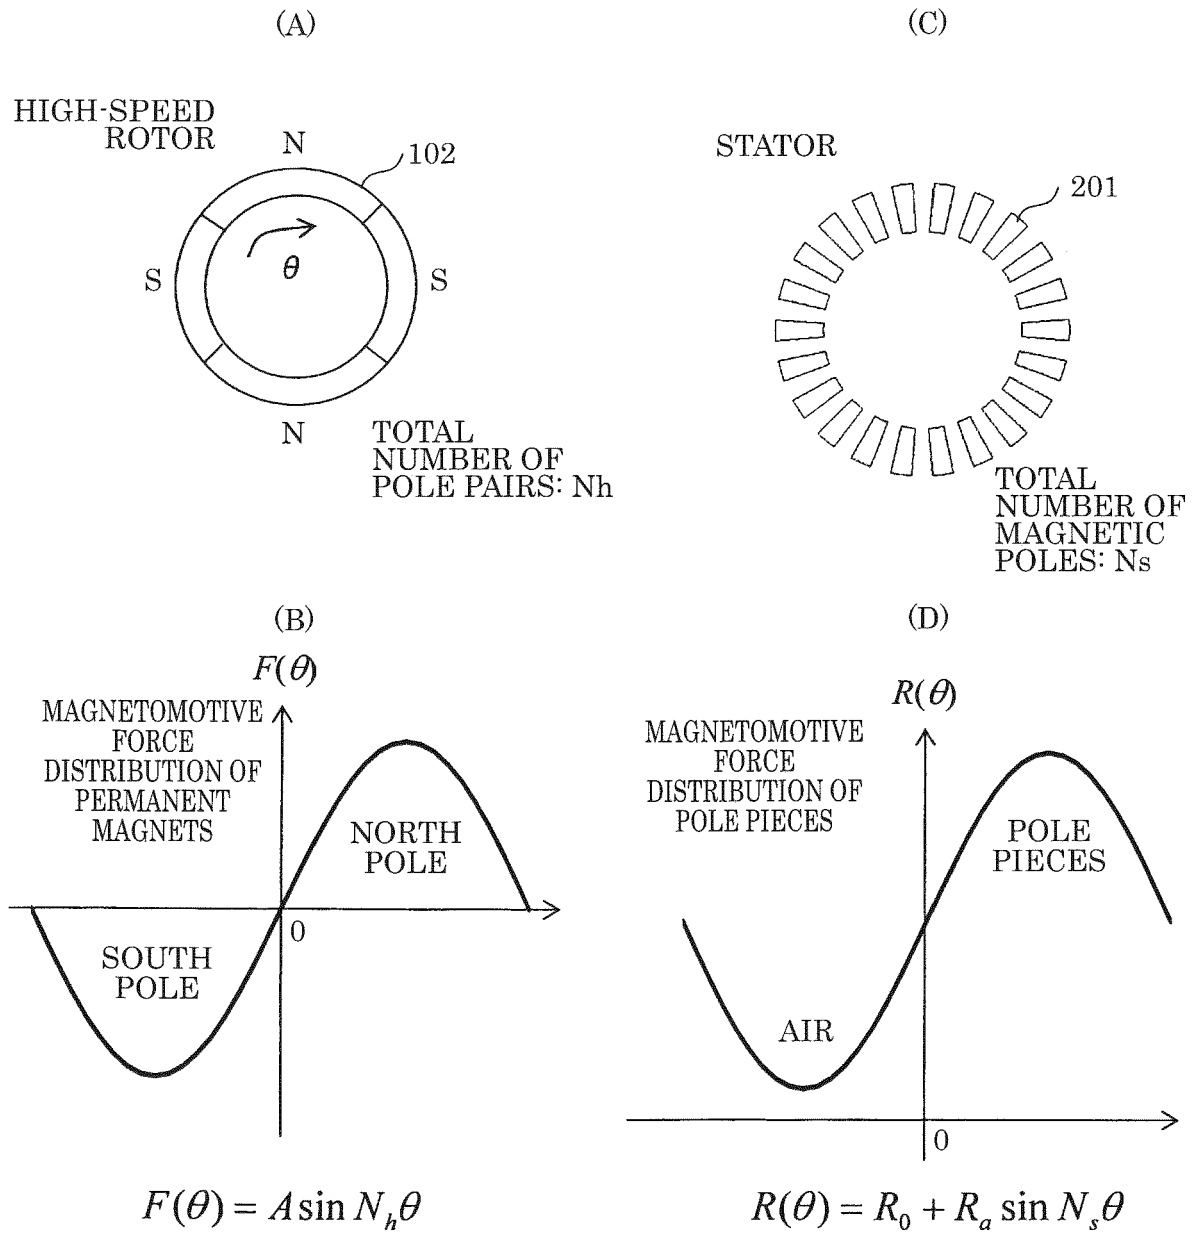 (A)
HIGH-SPEED
ROTOR
N
102
S
θ
S
N
TOTAL
NUMBER OF
POLE PAIRS: Nh
(C)
STATOR
201
TOTAL
NUMBER OF
MAGNETIC
POLES: Ns
(B)
F(θ)
MAGNETOMOTIVE
FORCE
DISTRIBUTION OF
PERMANENT
MAGNETS
NORTH
POLE
0
SOUTH
POLE
F(θ) = A sin N_h θ
(D)
R(θ)
MAGNETOMOTIVE
FORCE
DISTRIBUTION OF
POLE PIECES
POLE
PIECES
AIR
0
R(θ) = R_0 + R_a sin N_s θ